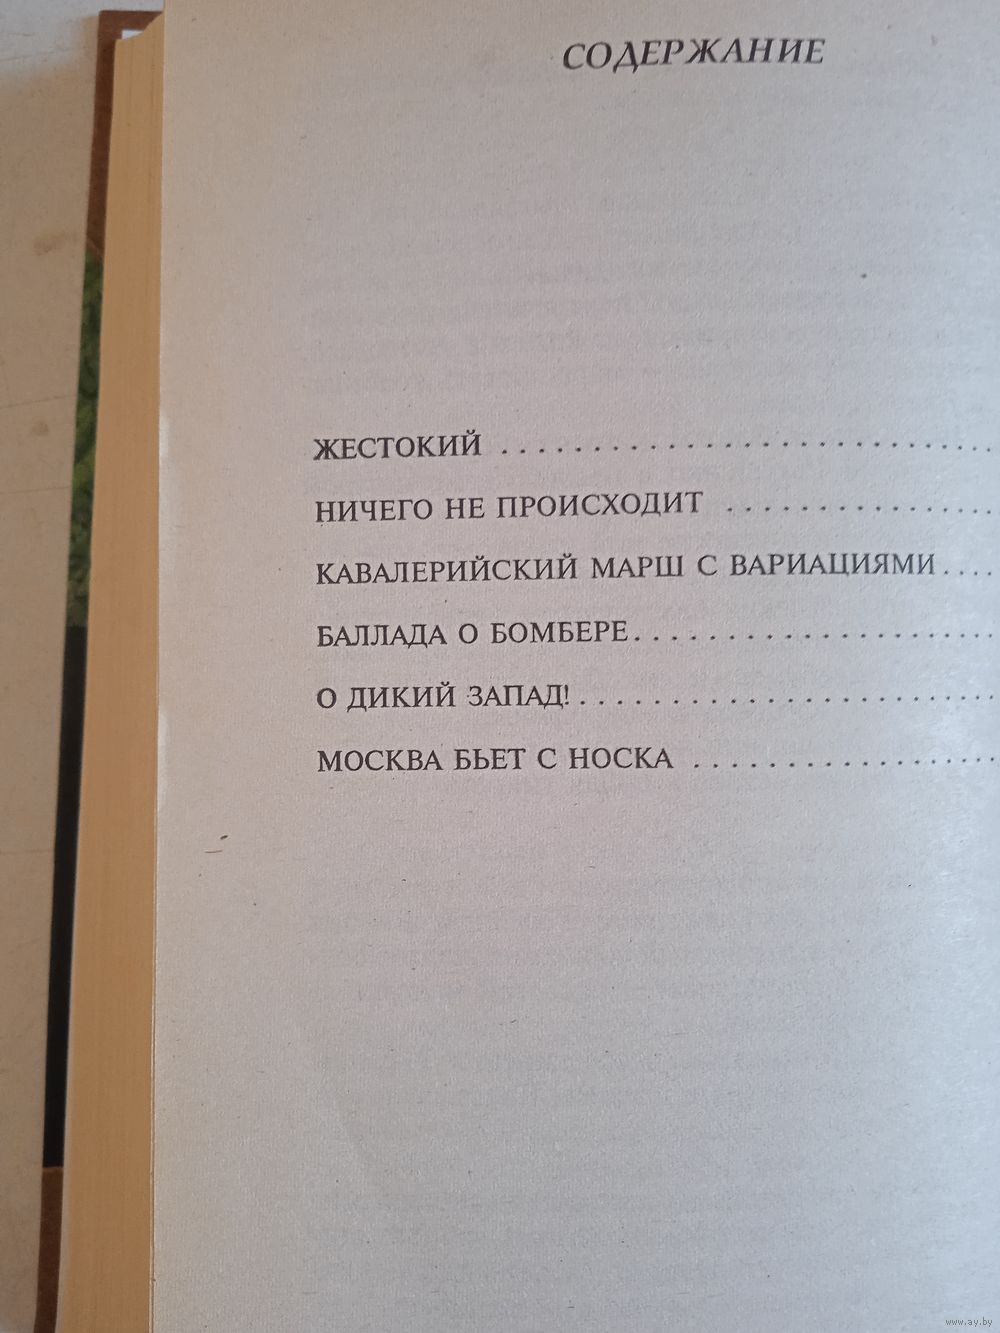 СОДЕРЖАНИЕ
ЖЕСТОКИЙ . . . . . . . . . . . . . . . . . . . . . . . . . . . .
НИЧЕГО НЕ ПРОИСХОДИТ . . . . . . . . . . . . . . .
КАВАЛЕРИЙСКИЙ МАРШ С ВАРИАЦИЯМИ . . . .
БАЛЛАДА О БОМБЕРЕ. . . . . . . . . . . . . . . . . . . .
О ДИКИЙ ЗАПАД! . . . . . . . . . . . . . . . . . . . . . . .
МОСКВА БЬЕТ С НОСКА . . . . . . . . . . . . . . . . .
www.ay.by